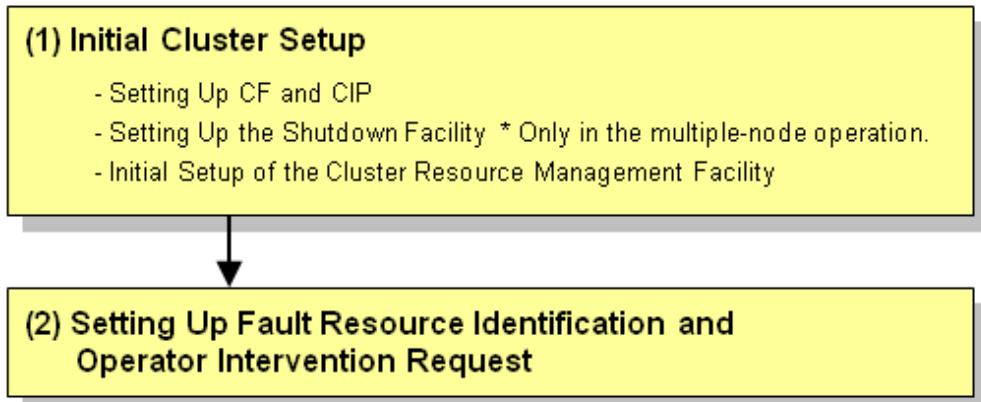 (1) Initial Cluster Setup
- Setting Up CF and CIP
- Setting Up the Shutdown Facility * Only in the multiple-node operation.
- Initial Setup of the Cluster Resource Management Facility
(2) Setting Up Fault Resource Identification and
Operator Intervention Request